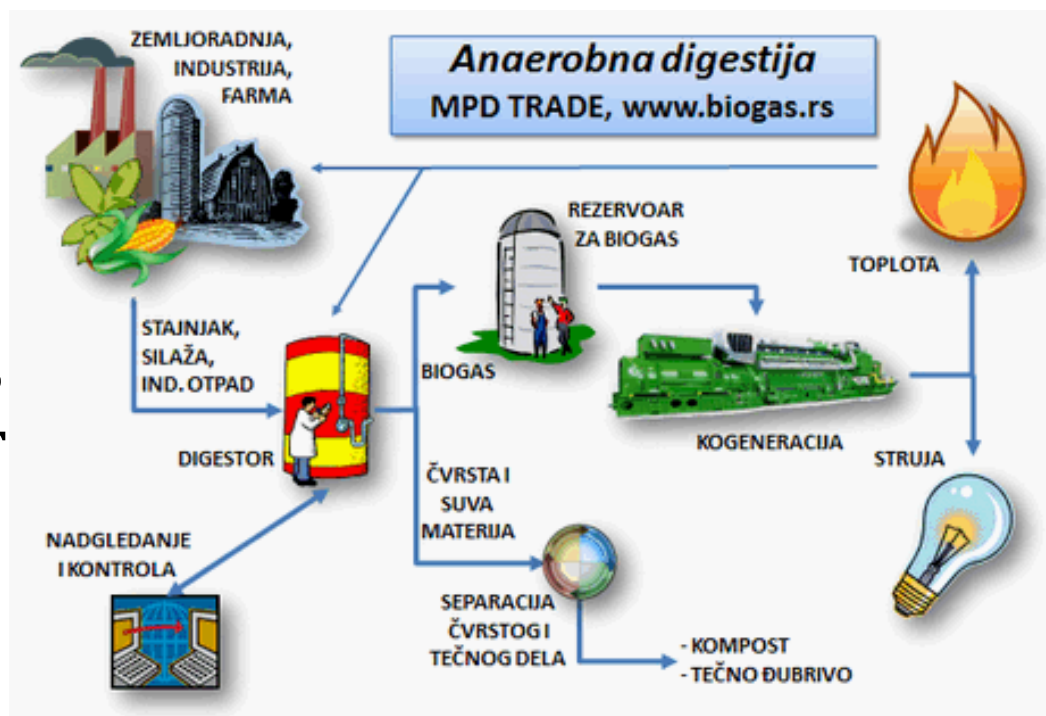 ZEMLJORADNJA,
INDUSTRIJA,
FARMA
Anaerobna digestija
MPD TRADE, www.biogas.rs
REZERVOAR
ZA BIOGAS
TOPLOTA
STAJNJAK,
SILAŽA,
IND. OTPAD
BIOGAS
KOGENERACIJA
DIGESTOR
STRUJA
ČVRSTA I
SUVA
MATERIJA
NADGLEDANJE
I KONTROLA
SEPARACIJA
ČVRSTOG I
TEČNOG DELA
- KOMPOST
- TEČNO ĐUBRIVO